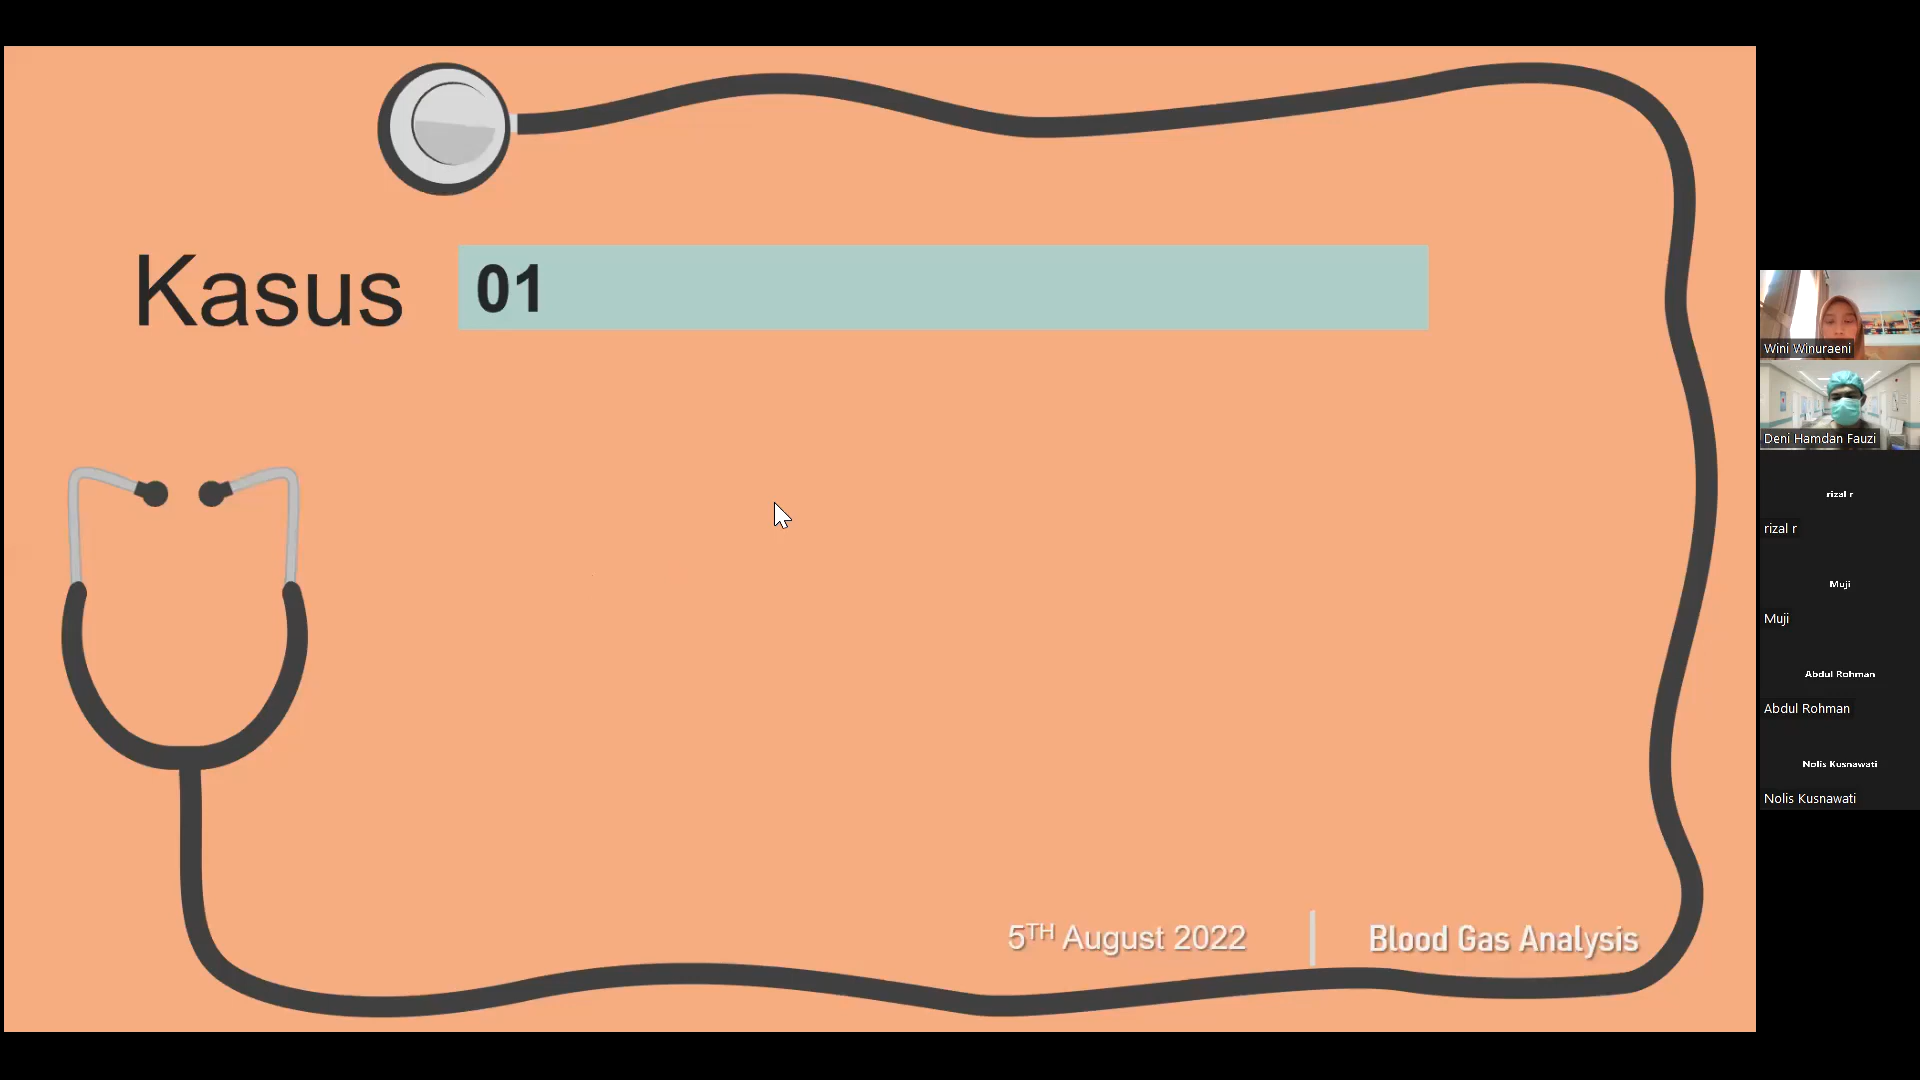 Kasus 01
5TH August 2022 | Blood Gas Analysis
Wini Winuraeni
Deni Hamdan Fauzi
rizal r
rizal r
Muji
Muji
Abdul Rohman
Abdul Rohman
Nolis Kusnawati
Nolis Kusnawati